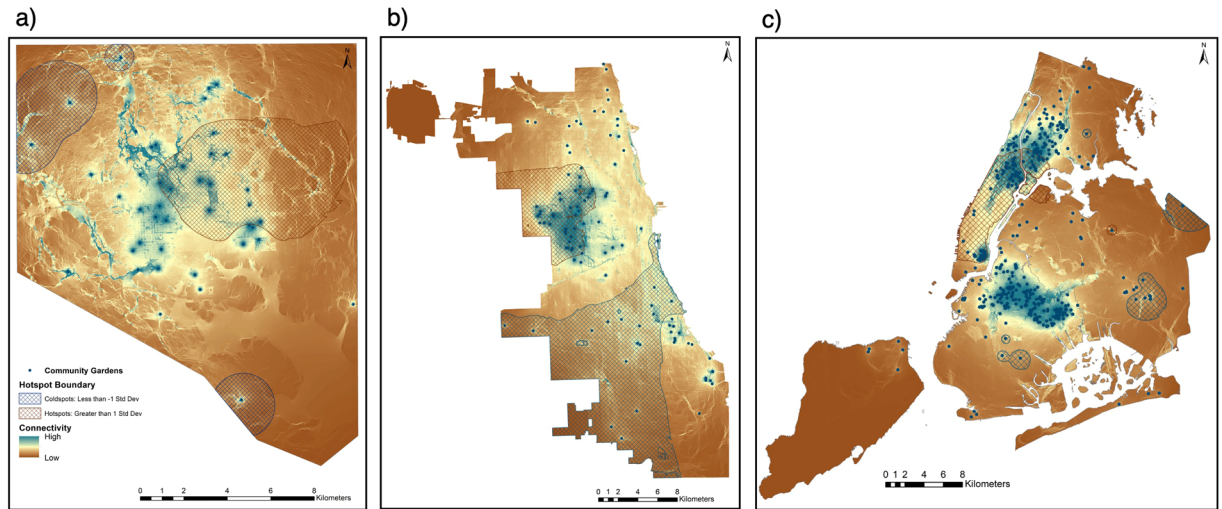 a)
b)
c)
N
N
N
Community Gardens
Hotspot Boundary
Coldspots: Less than -1 Std Dev
Hotspots: Greater than 1 Std Dev
Connectivity
High
Low
0 1 2 4 6 8
Kilometers
0 1 2 4 6 8
Kilometers
0 1 2 4 6 8
Kilometers